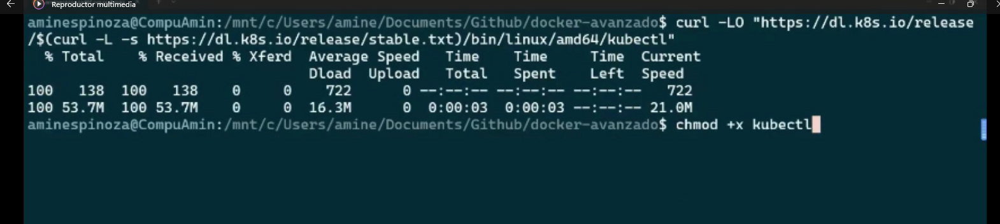 Reproductor multimedia
aminespinoza@CompuAmin:/mnt/c/Users/amine/Documents/Github/docker-avanzado$ curl -LO "https://dl.k8s.io/release
/$(curl -L -s https://dl.k8s.io/release/stable.txt)/bin/linux/amd64/kubectl"
% Total % Received % Xferd Average Speed Time Time Time Current
Dload Upload Total Spent Left Speed
100 138 100 138 0 0 722 0 --:--:-- --:--:-- --:--:-- 722
100 53.7M 100 53.7M 0 0 16.3M 0 0:00:03 0:00:03 --:--:-- 21.0M
aminespinoza@CompuAmin:/mnt/c/Users/amine/Documents/Github/docker-avanzado$ chmod +x kubectl